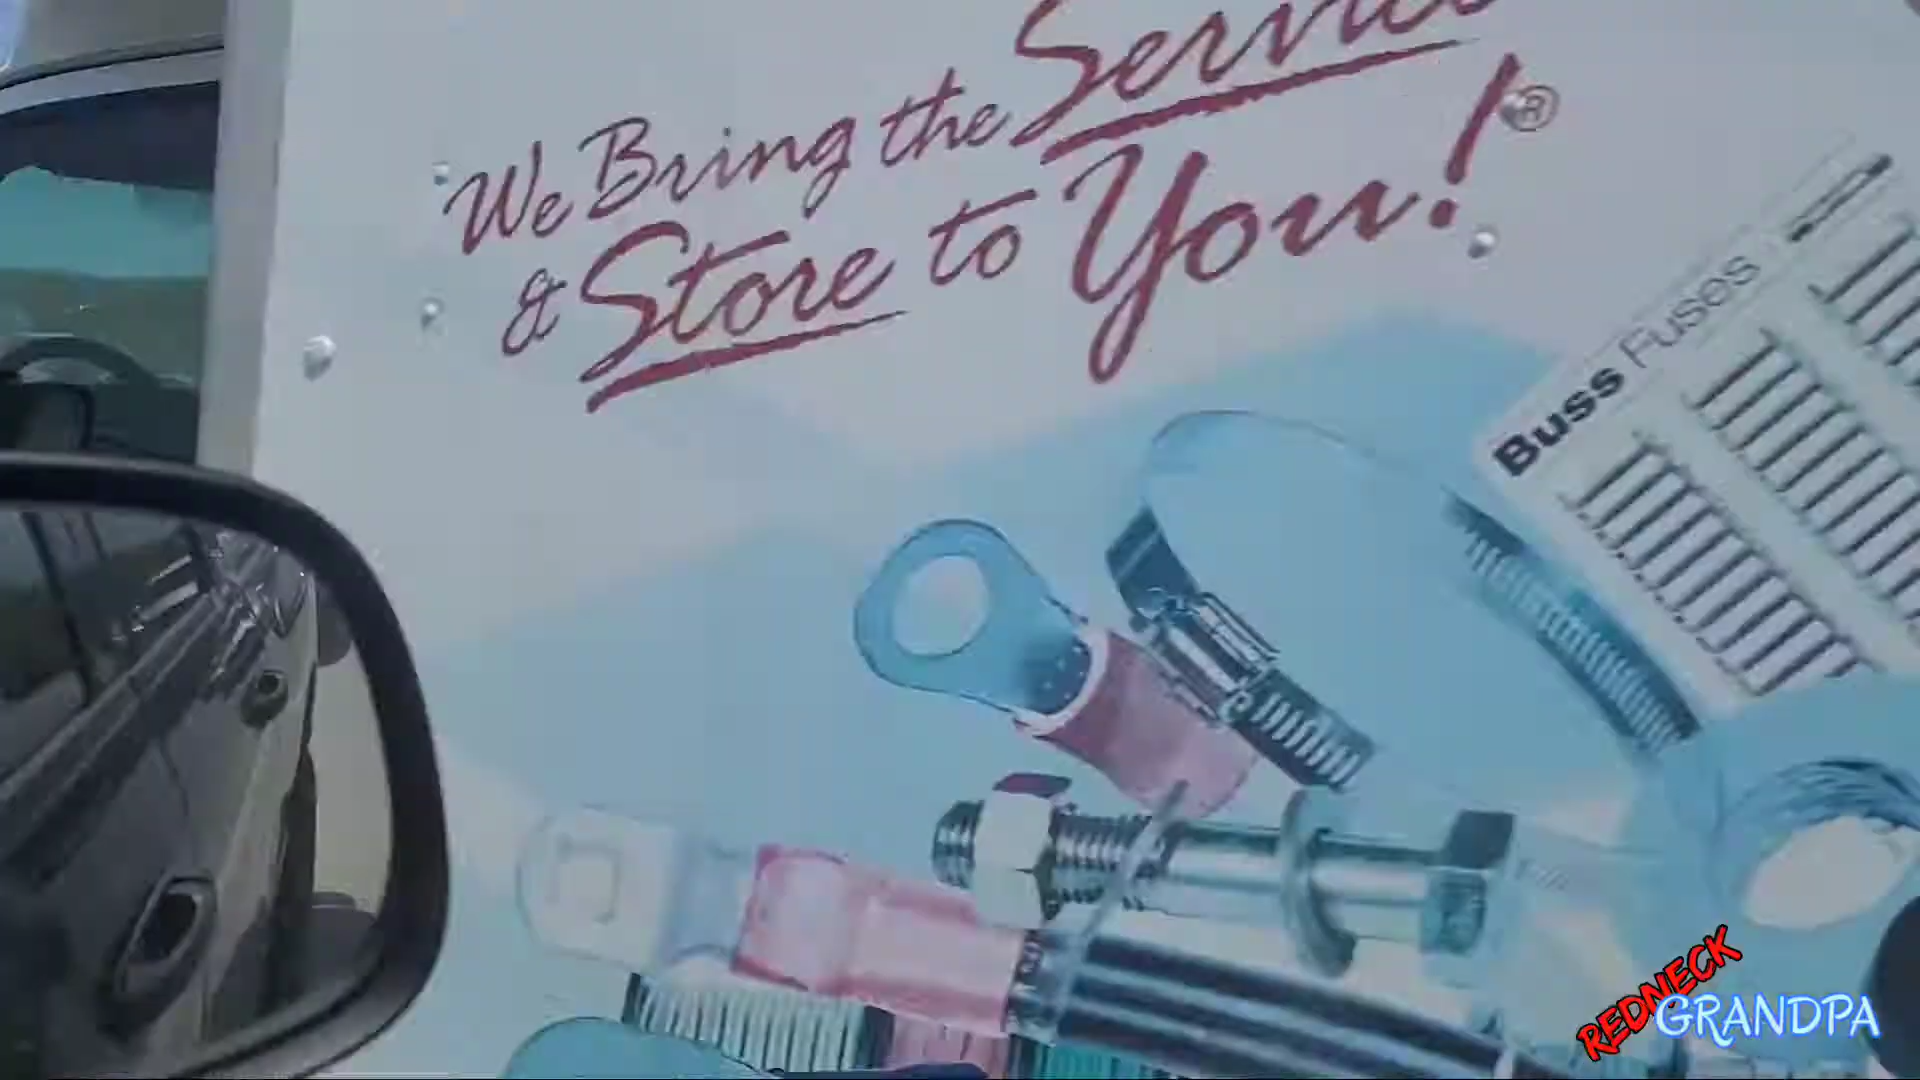 We Bring the
& Store to You! ®
Buss Fuses
REDNECK
GRANDPA